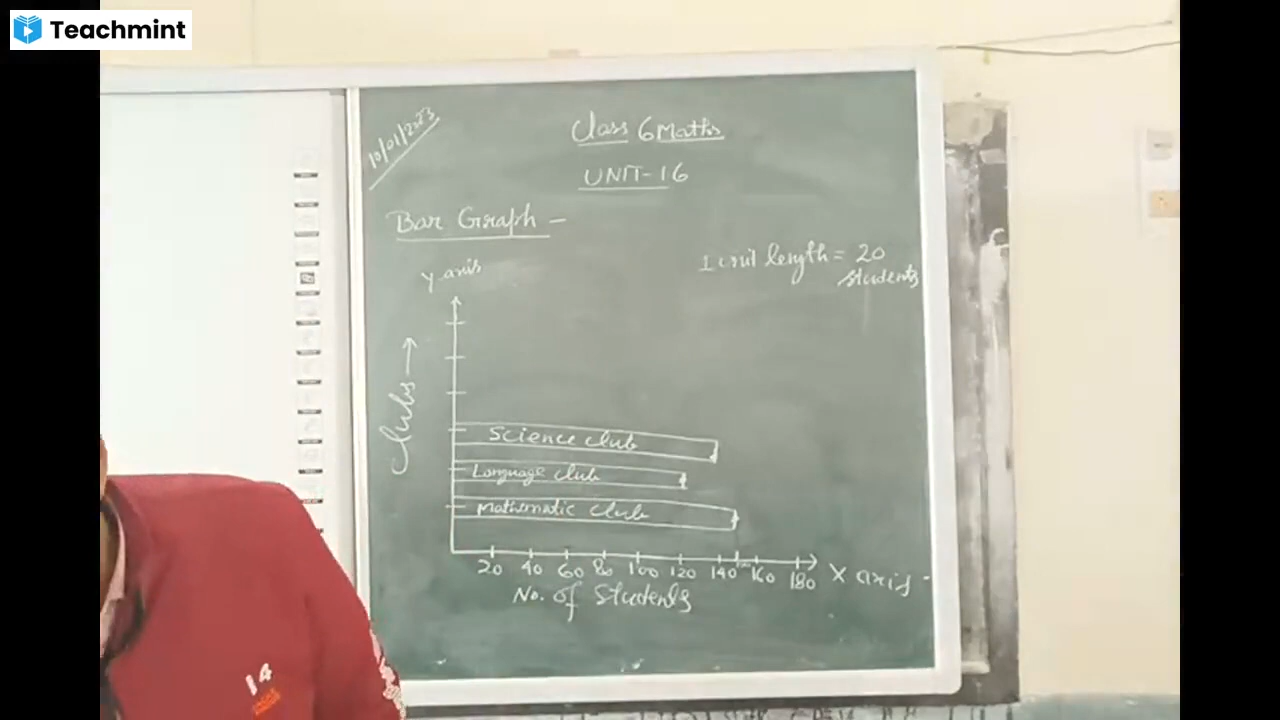 Teachmint
10/01/2023
Class 6 Maths
UNIT-16
Bar Graph -
1 unit length = 20
students
Y axis
Clubs →
Science club
Language club
Mathematic club
20 40 60 80 100 120 140 160 180 X axis
No. of Students
14